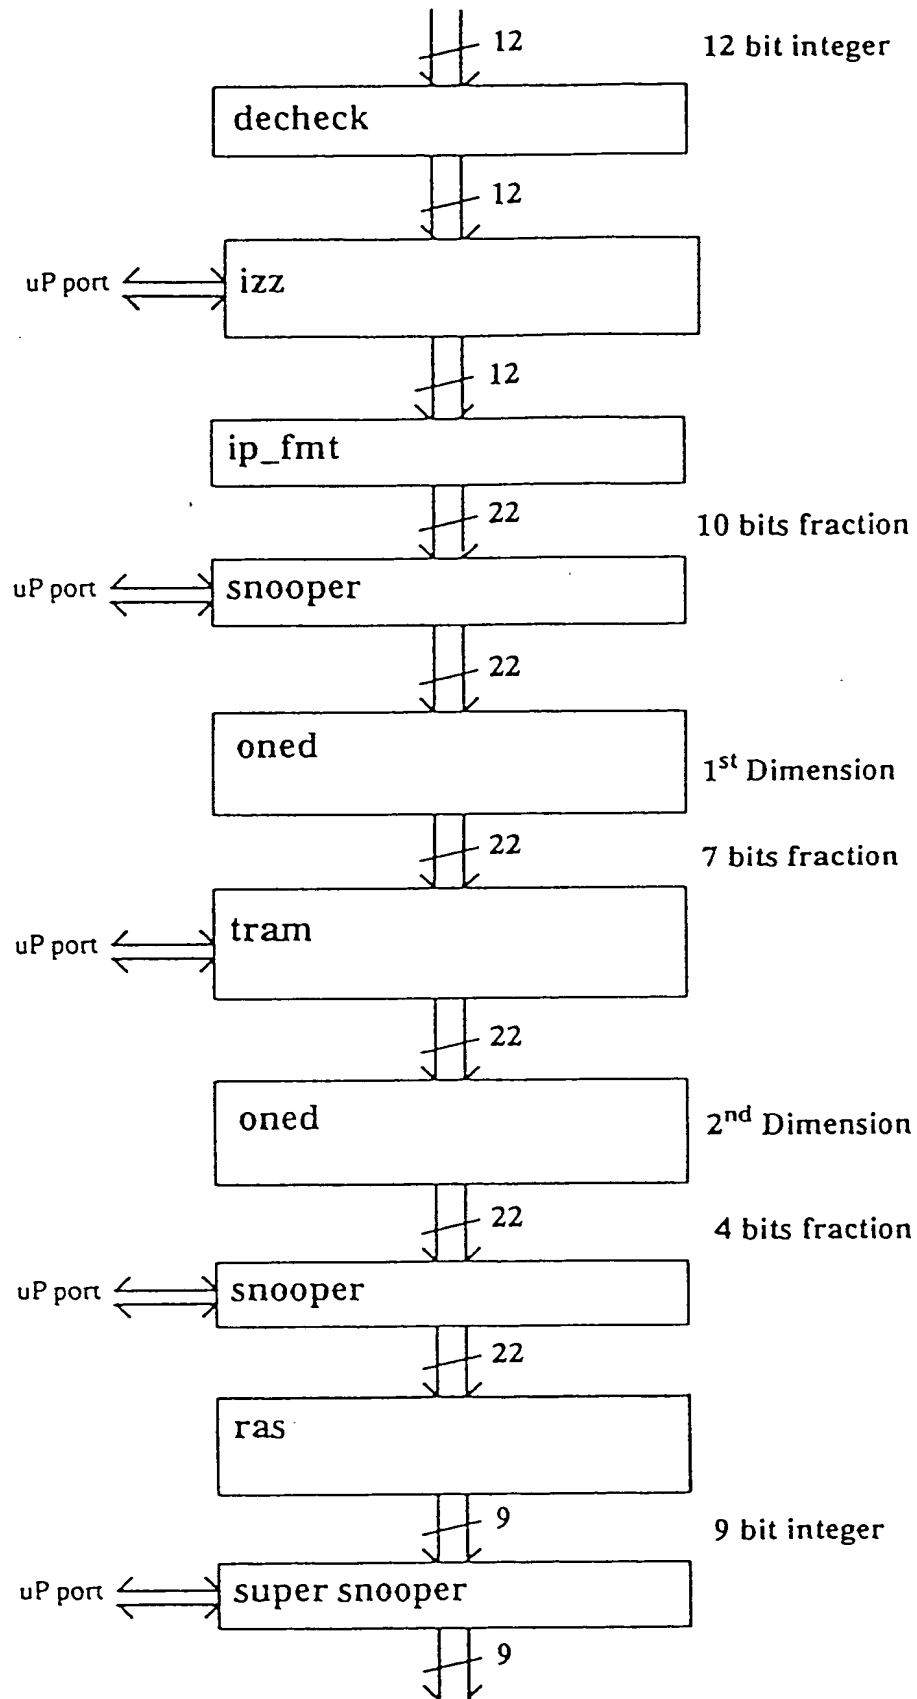 12 12 bit integer
decheck
12
uP port izz
12
ip_fmt
22 10 bits fraction
uP port snooper
22
oned
1st Dimension
22 7 bits fraction
uP port tram
22
oned 2nd Dimension
22 4 bits fraction
uP port snooper
22
ras
9 9 bit integer
uP port super snooper
9